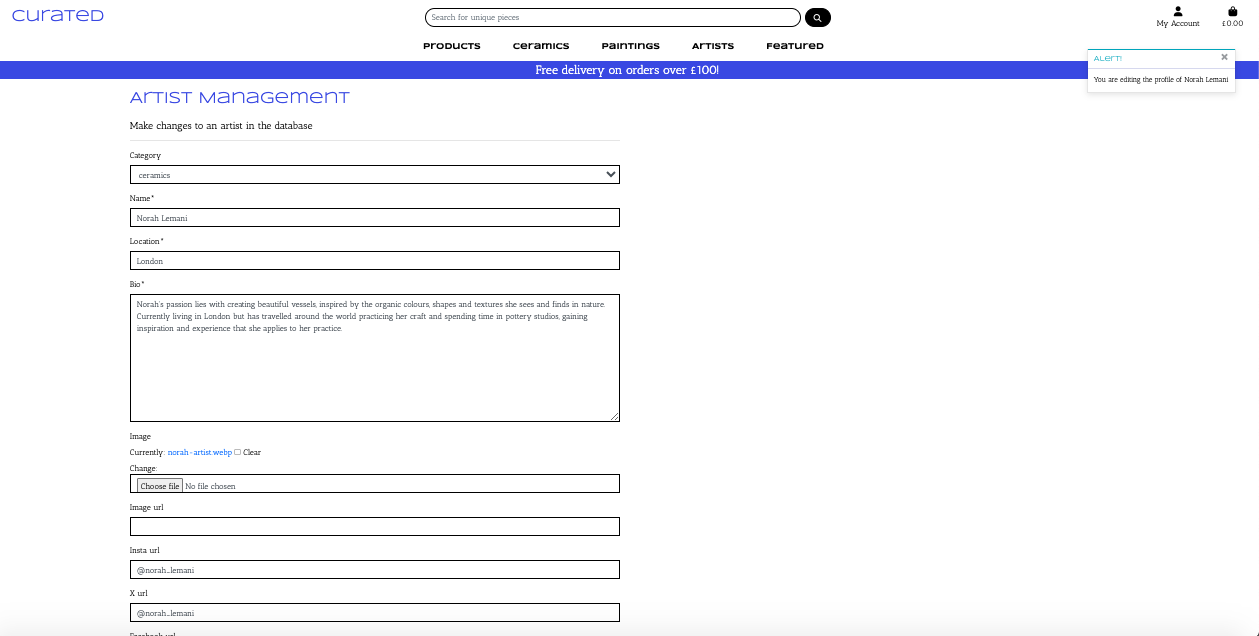 curated
Search for unique pieces
My Account
£0.00
Products
Ceramics
Paintings
Artists
Featured
Free delivery on orders over £100!
Alert!
You are editing the profile of Norah Lemani
Artist Management
Make changes to an artist in the database
Category
ceramics
Name*
Norah Lemani
Location*
London
Bio*
Norah's passion lies with creating beautiful vessels, inspired by the organic colours, shapes and textures she sees and finds in nature.
Currently living in London but has travelled around the world practicing her craft and spending time in pottery studios, gaining
inspiration and experience that she applies to her practice.
Image
Currently: norah-artist.webp Clear
Change:
Choose file No file chosen
Image url
Insta url
@norah_lemani
X url
@norah_lemani
Facebook url